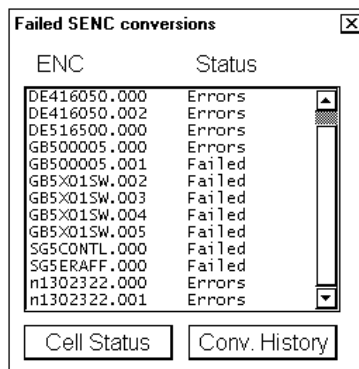 Failed SENC conversions
ENC Status
DE416050.000 Errors
DE416050.002 Errors
DE516500.000 Errors
GB500005.000 Errors
GB500005.001 Failed
GB5X01SW.002 Failed
GB5X01SW.003 Failed
GB5X01SW.004 Failed
GB5X01SW.005 Failed
SG5CONTL.000 Failed
SG5ERAFF.000 Failed
n1302322.000 Errors
n1302322.001 Errors
Cell Status Conv. History